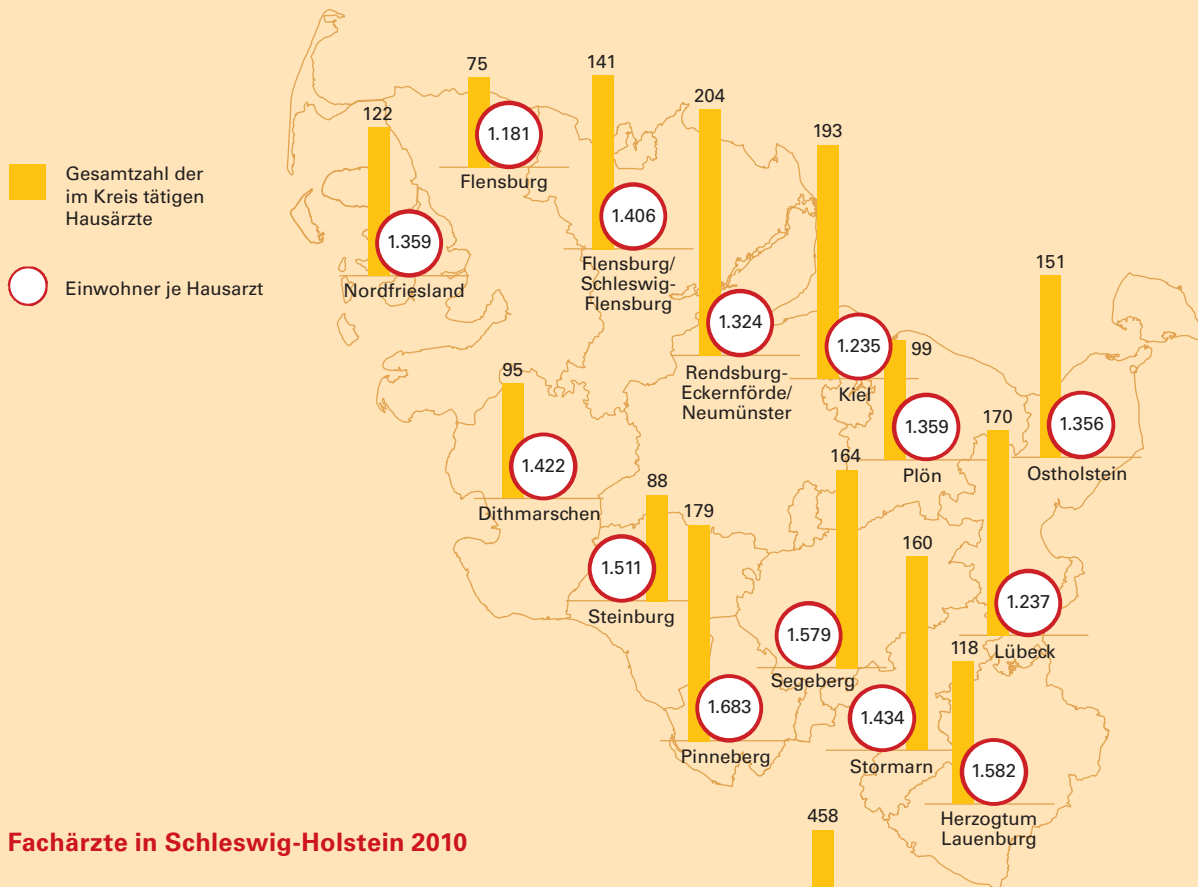 Gesamtzahl der
im Kreis tätigen
Hausärzte
Einwohner je Hausarzt
122
1.359
Nordfriesland
75
1.181
Flensburg
141
1.406
Flensburg/
Schleswig-
Flensburg
204
1.324
Rendsburg-
Eckernförde/
Neumünster
193
1.235
Kiel
99
1.359
Plön
151
1.356
Ostholstein
95
1.422
Dithmarschen
88
1.511
Steinburg
179
1.683
Pinneberg
164
1.579
Segeberg
160
1.434
Stormarn
170
1.237
Lübeck
118
1.582
Herzogtum
Lauenburg
458
Fachärzte in Schleswig-Holstein 2010